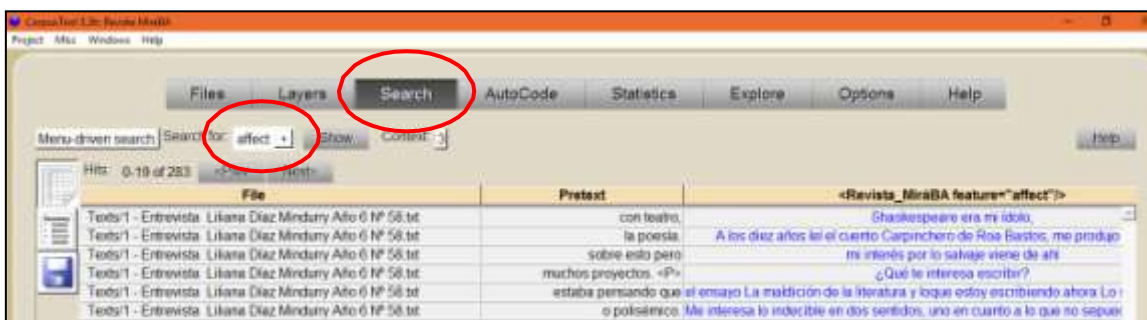 CorpusTool 3.3h: Revista MiraBA
Project Misc Windows Help
Files Layers Search AutoCode Statistics Explore Options Help
Menu-driven search Search for: affect + Show Context: Help
Hits: 0-19 of 283 <Prev Next>
File Pretext <Revista_MiraBA feature="affect"/>
Texts/1 - Entrevista Liliana Díaz Mindurry Año 6 Nº 58.txt con teatro, Shaskespeare era mi ídolo,
Texts/1 - Entrevista Liliana Díaz Mindurry Año 6 Nº 58.txt la poesía. A los diez años leí el cuento Carpinchero de Roa Bastos, me produjo
Texts/1 - Entrevista Liliana Díaz Mindurry Año 6 Nº 58.txt sobre esto pero mi interés por lo salvaje viene de ahí
Texts/1 - Entrevista Liliana Díaz Mindurry Año 6 Nº 58.txt muchos proyectos. <P> ¿Qué te interesa escribir?
Texts/1 - Entrevista Liliana Díaz Mindurry Año 6 Nº 58.txt estaba pensando que el ensayo La maldición de la literatura y loque estoy escribiendo ahora Lo
Texts/1 - Entrevista Liliana Díaz Mindurry Año 6 Nº 58.txt o polisémico. Me interesa lo indecible en dos sentidos, uno en cuanto a lo que no se